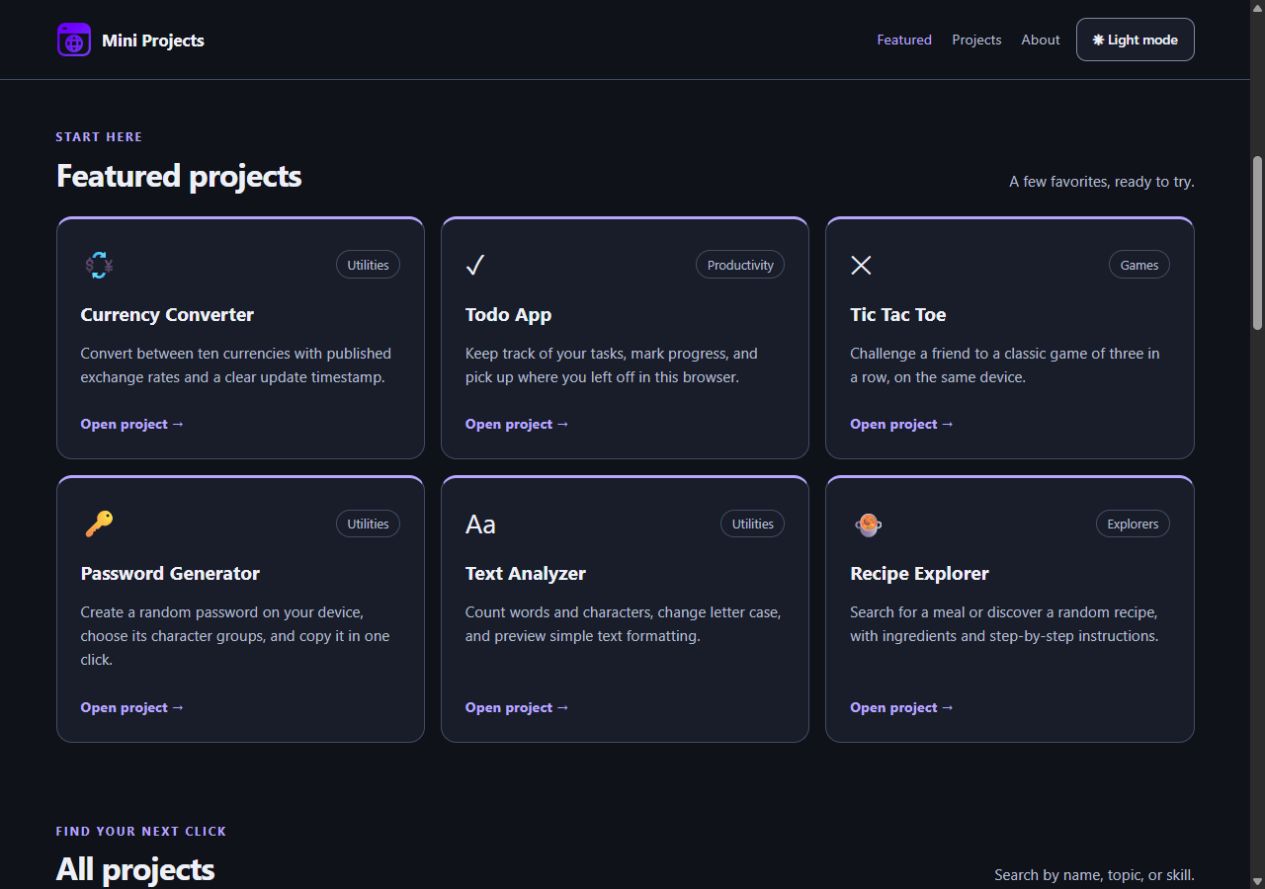 Mini Projects
Featured
Projects
About
✷ Light mode
START HERE
Featured projects
A few favorites, ready to try.
Utilities
Currency Converter
Convert between ten currencies with published
exchange rates and a clear update timestamp.
Open project →
✓
Productivity
Todo App
Keep track of your tasks, mark progress, and
pick up where you left off in this browser.
Open project →
Games
Tic Tac Toe
Challenge a friend to a classic game of three in
a row, on the same device.
Open project →
Utilities
Password Generator
Create a random password on your device,
choose its character groups, and copy it in one
click.
Open project →
Aa
Utilities
Text Analyzer
Count words and characters, change letter case,
and preview simple text formatting.
Open project →
Explorers
Recipe Explorer
Search for a meal or discover a random recipe,
with ingredients and step-by-step instructions.
Open project →
FIND YOUR NEXT CLICK
All projects
Search by name, topic, or skill.